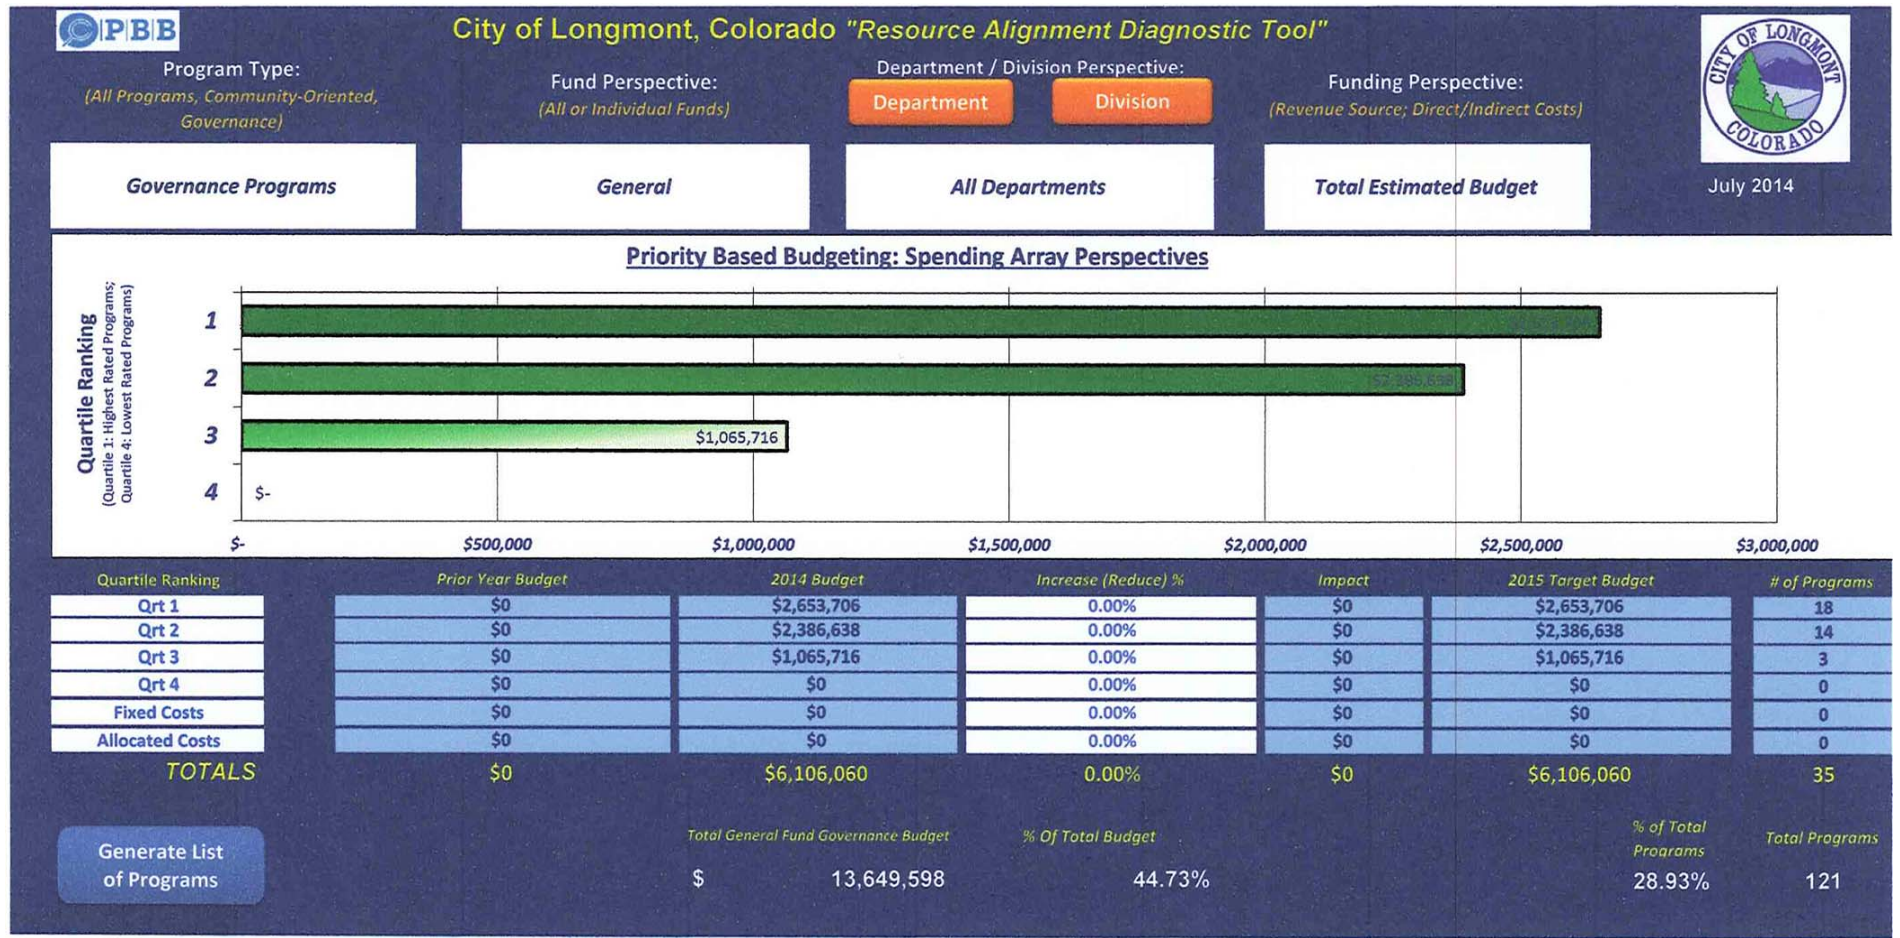 PBB
City of Longmont, Colorado "Resource Alignment Diagnostic Tool"
Program Type:
(All Programs, Community-Oriented,
Governance)
Fund Perspective:
(All or Individual Funds)
Department / Division Perspective:
Department Division
Funding Perspective:
(Revenue Source; Direct/Indirect Costs)
CITY OF LONGMONT
COLORADO
July 2014
Governance Programs General All Departments Total Estimated Budget
Priority Based Budgeting: Spending Array Perspectives
Quartile Ranking
(Quartile 1: Highest Rated Programs;
Quartile 4: Lowest Rated Programs)
1
2 $2,386,638
3 $1,065,716
4 $-
$- $500,000 $1,000,000 $1,500,000 $2,000,000 $2,500,000 $3,000,000
Quartile Ranking Prior Year Budget 2014 Budget Increase (Reduce) % Impact 2015 Target Budget # of Programs
Qrt 1 $0 $2,653,706 0.00% $0 $2,653,706 18
Qrt 2 $0 $2,386,638 0.00% $0 $2,386,638 14
Qrt 3 $0 $1,065,716 0.00% $0 $1,065,716 3
Qrt 4 $0 $0 0.00% $0 $0 0
Fixed Costs $0 $0 0.00% $0 $0 0
Allocated Costs $0 $0 0.00% $0 $0 0
TOTALS $0 $6,106,060 0.00% $0 $6,106,060 35
Generate List
of Programs
Total General Fund Governance Budget % Of Total Budget
$ 13,649,598 44.73%
% of Total
Programs
28.93%
Total Programs
121